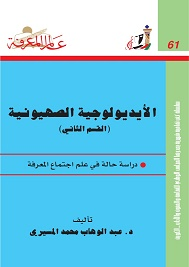 عالم المعرفة
61
الأيديولوجية الصهيونية
(القسم الثاني)
دراسة حالة في علم اجتماع المعرفة
تأليف
د. عبد الوهاب محمد المسيري